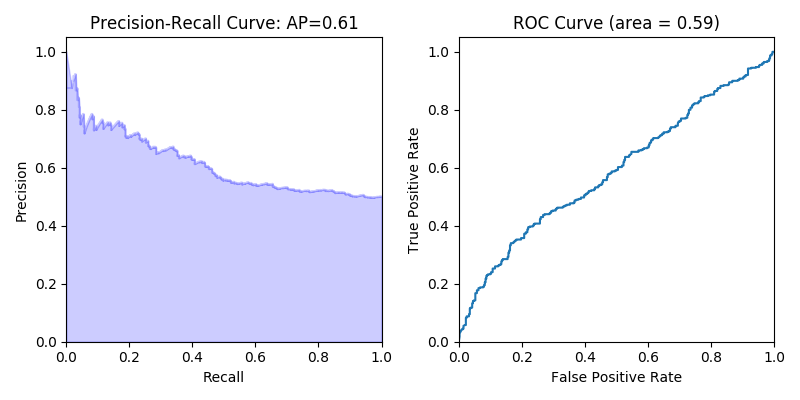 Precision-Recall Curve: AP=0.61
1.0
0.8
0.6
0.4
0.2
0.0
Precision
0.0 0.2 0.4 0.6 0.8 1.0
Recall
ROC Curve (area = 0.59)
1.0
0.8
0.6
0.4
0.2
0.0
True Positive Rate
0.0 0.2 0.4 0.6 0.8 1.0
False Positive Rate